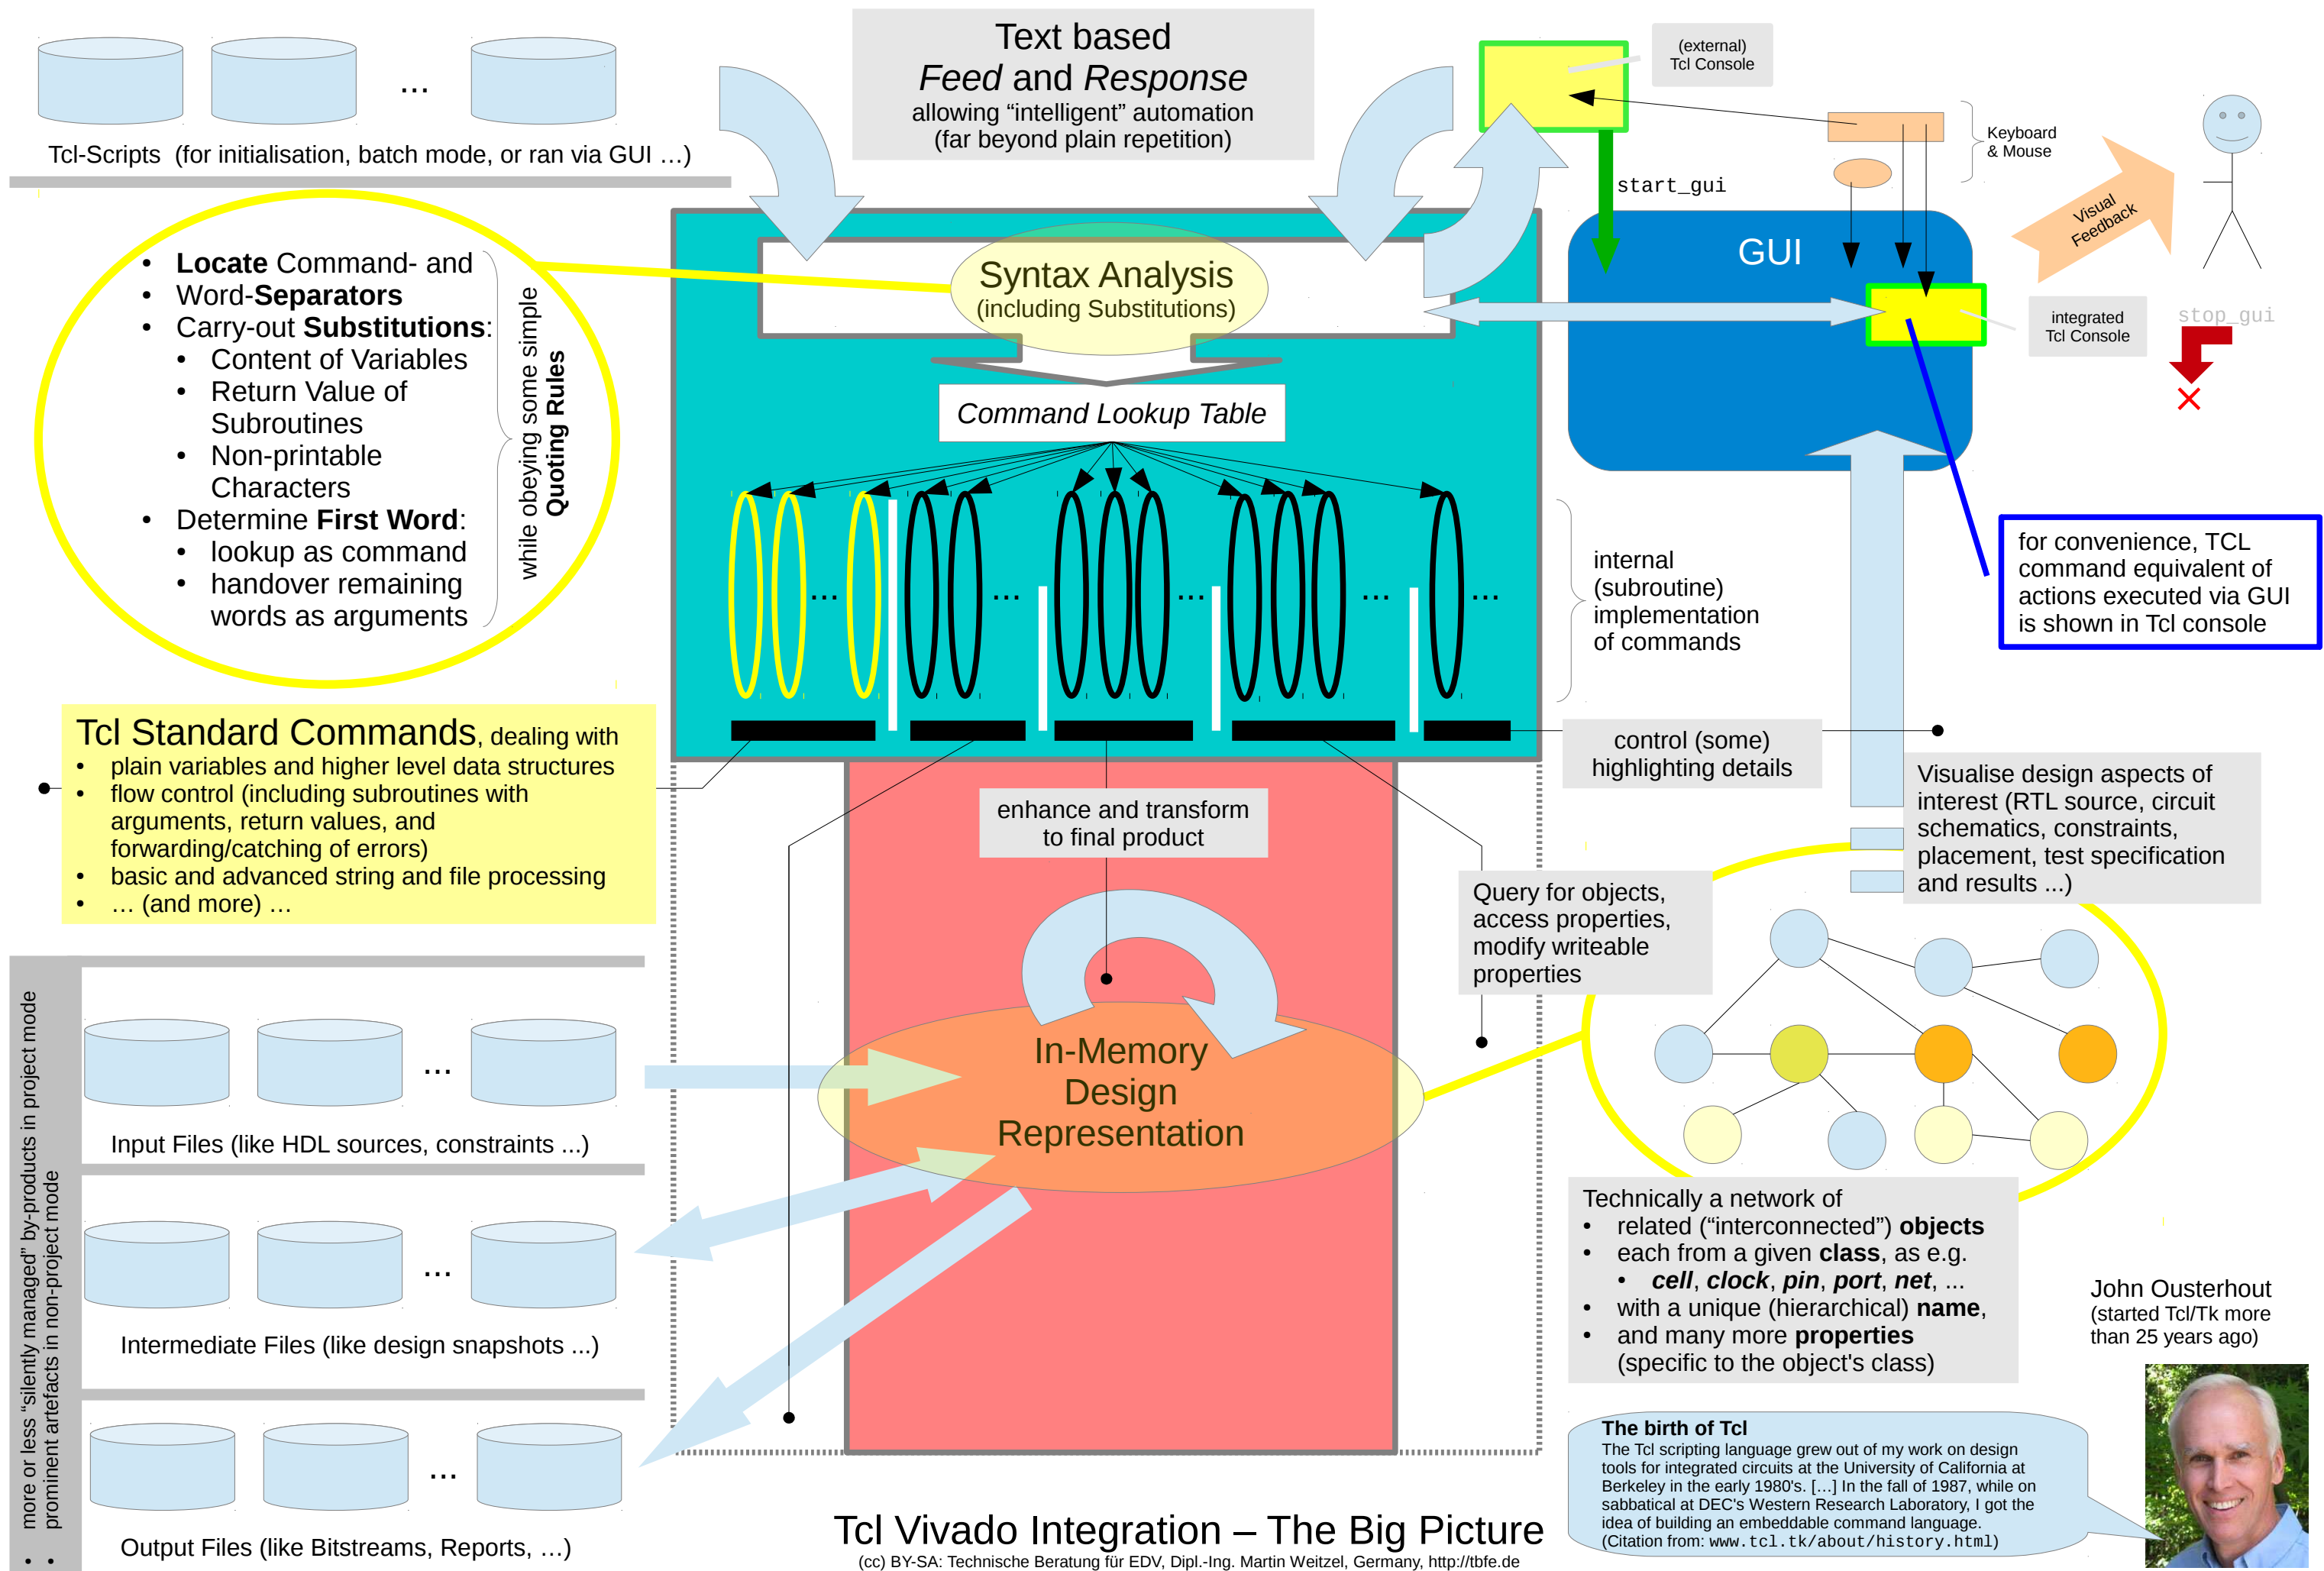 Text based
Feed and Response
allowing “intelligent” automation
(far beyond plain repetition)
(external)
Tcl Console
Keyboard
& Mouse
Visual
Feedback
start_gui
stop_gui
GUI
integrated
Tcl Console
...
Tcl-Scripts  (for initialisation, batch mode, or ran via GUI …)
• Locate Command- and
• Word-Separators
• Carry-out Substitutions:
• Content of Variables
• Return Value of
Subroutines
• Non-printable
Characters
• Determine First Word:
• lookup as command
• handover remaining
words as arguments
while obeying some simple
Quoting Rules
Syntax Analysis
(including Substitutions)
Command Lookup Table
...
...
...
...
...
internal
(subroutine)
implementation
of commands
for convenience, TCL
command equivalent of
actions executed via GUI
is shown in Tcl console
Tcl Standard Commands, dealing with
• plain variables and higher level data structures
• flow control (including subroutines with
arguments, return values, and
forwarding/catching of errors)
• basic and advanced string and file processing
• … (and more) …
control (some)
highlighting details
enhance and transform
to final product
Query for objects,
access properties,
modify writeable
properties
Visualise design aspects of
interest (RTL source, circuit
schematics, constraints,
placement, test specification
and results ...)
In-Memory
Design
Representation
• more or less “silently managed” by-products in project mode
• prominent artefacts in non-project mode
...
Input Files (like HDL sources, constraints ...)
...
Intermediate Files (like design snapshots ...)
...
Output Files (like Bitstreams, Reports, …)
Technically a network of
• related (“interconnected”) objects
• each from a given class, as e.g.
• cell, clock, pin, port, net, ...
• with a unique (hierarchical) name,
• and many more properties
(specific to the object's class)
John Ousterhout
(started Tcl/Tk more
than 25 years ago)
The birth of Tcl
The Tcl scripting language grew out of my work on design
tools for integrated circuits at the University of California at
Berkeley in the early 1980's. […] In the fall of 1987, while on
sabbatical at DEC's Western Research Laboratory, I got the
idea of building an embeddable command language.
(Citation from: www.tcl.tk/about/history.html)
Tcl Vivado Integration – The Big Picture
(cc) BY-SA: Technische Beratung für EDV, Dipl.-Ing. Martin Weitzel, Germany, http://tbfe.de